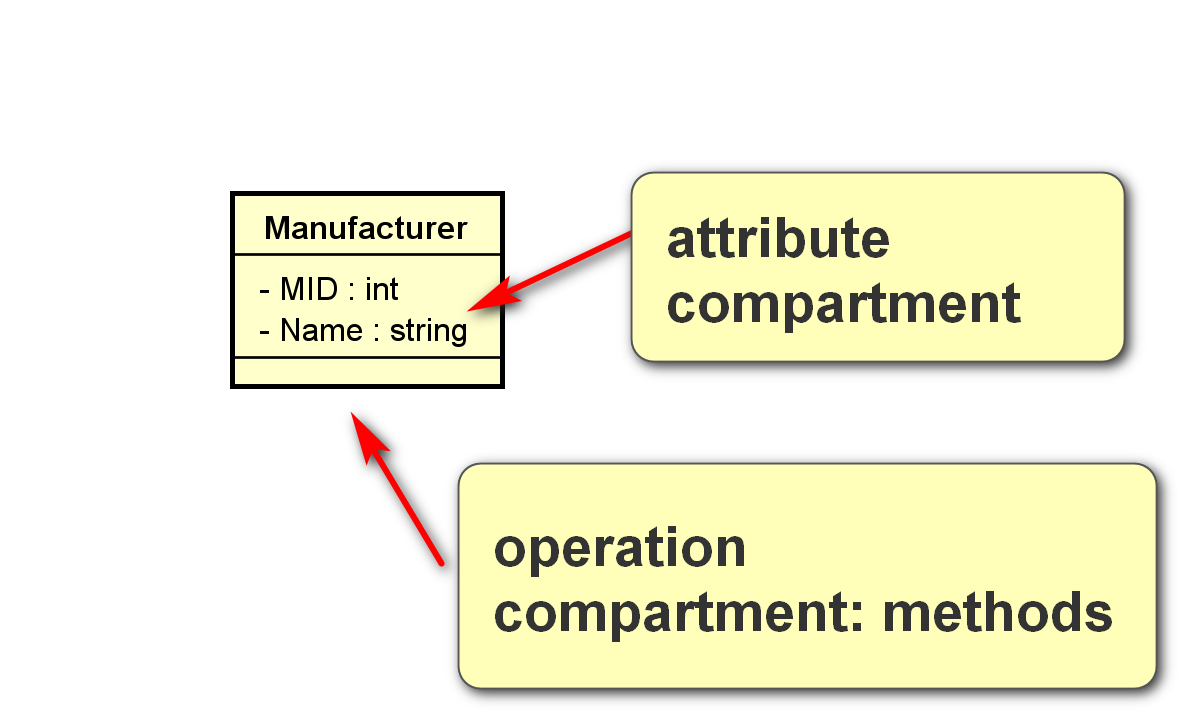 Manufacturer
- MID : int
- Name : string
attribute
compartment
operation
compartment: methods